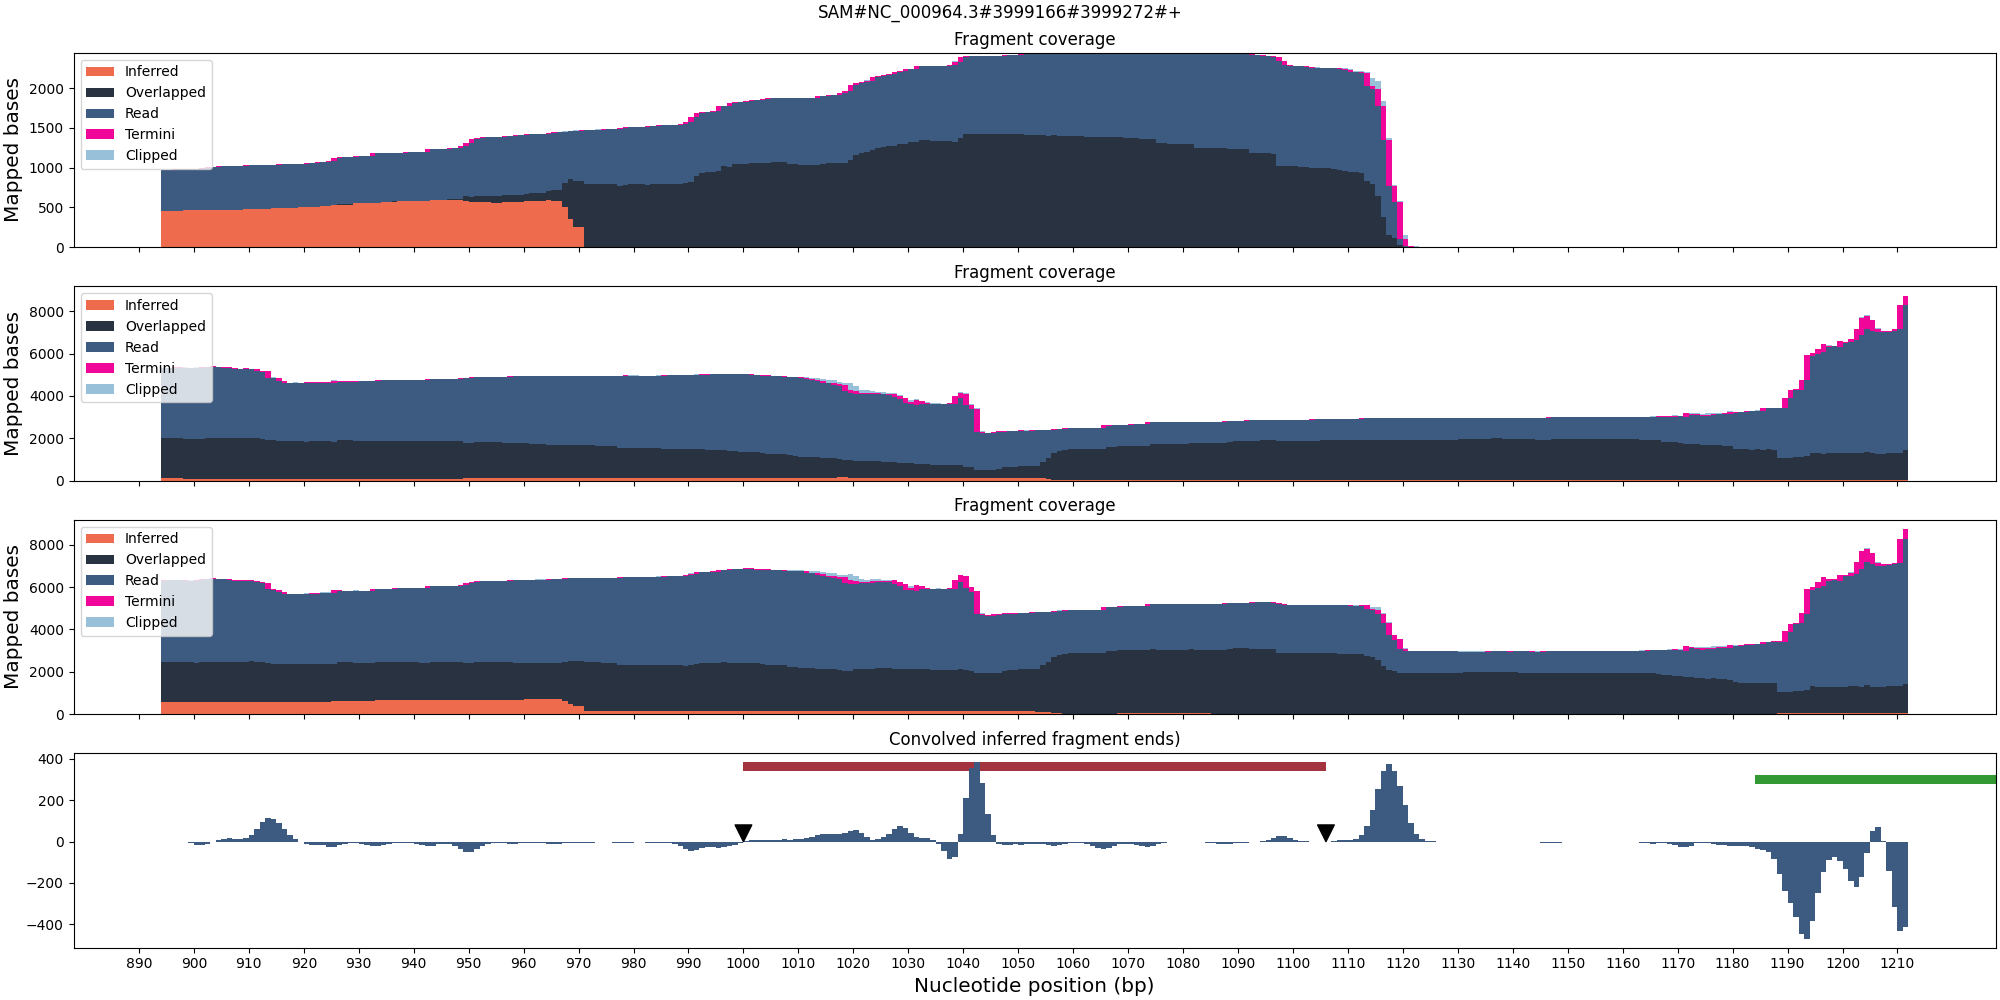 SAM#NC_000964.3#3999166#3999272#+
Fragment coverage
Mapped bases
2000
1500
1000
500
0
Inferred
Overlapped
Read
Termini
Clipped
Fragment coverage
Mapped bases
8000
6000
4000
2000
0
Inferred
Overlapped
Read
Termini
Clipped
Fragment coverage
Mapped bases
8000
6000
4000
2000
0
Inferred
Overlapped
Read
Termini
Clipped
Convolved inferred fragment ends)
400
200
0
−200
−400
890 900 910 920 930 940 950 960 970 980 990 1000 1010 1020 1030 1040 1050 1060 1070 1080 1090 1100 1110 1120 1130 1140 1150 1160 1170 1180 1190 1200 1210
Nucleotide position (bp)